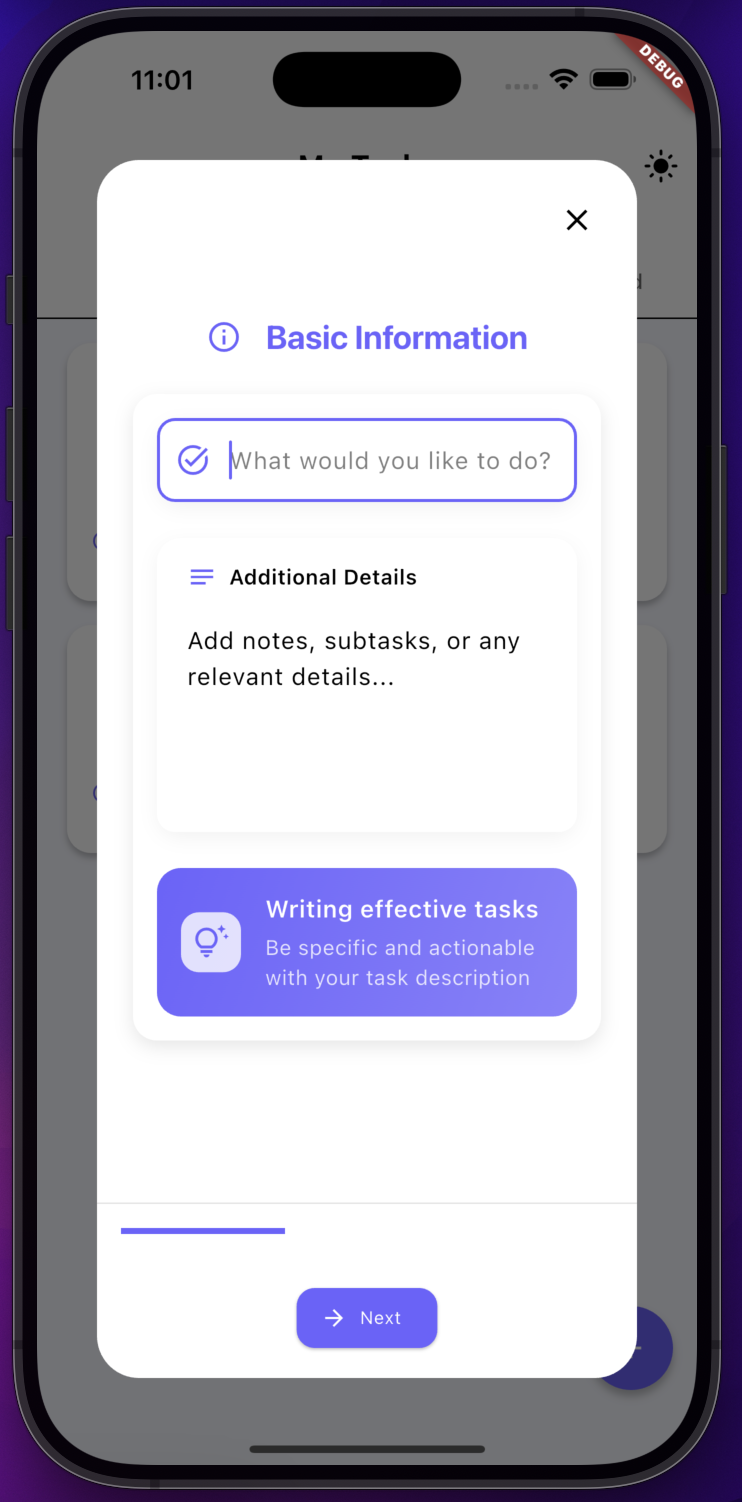 11:01
DEBUG
Basic Information
What would you like to do?
Additional Details
Add notes, subtasks, or any
relevant details...
Writing effective tasks
Be specific and actionable
with your task description
Next